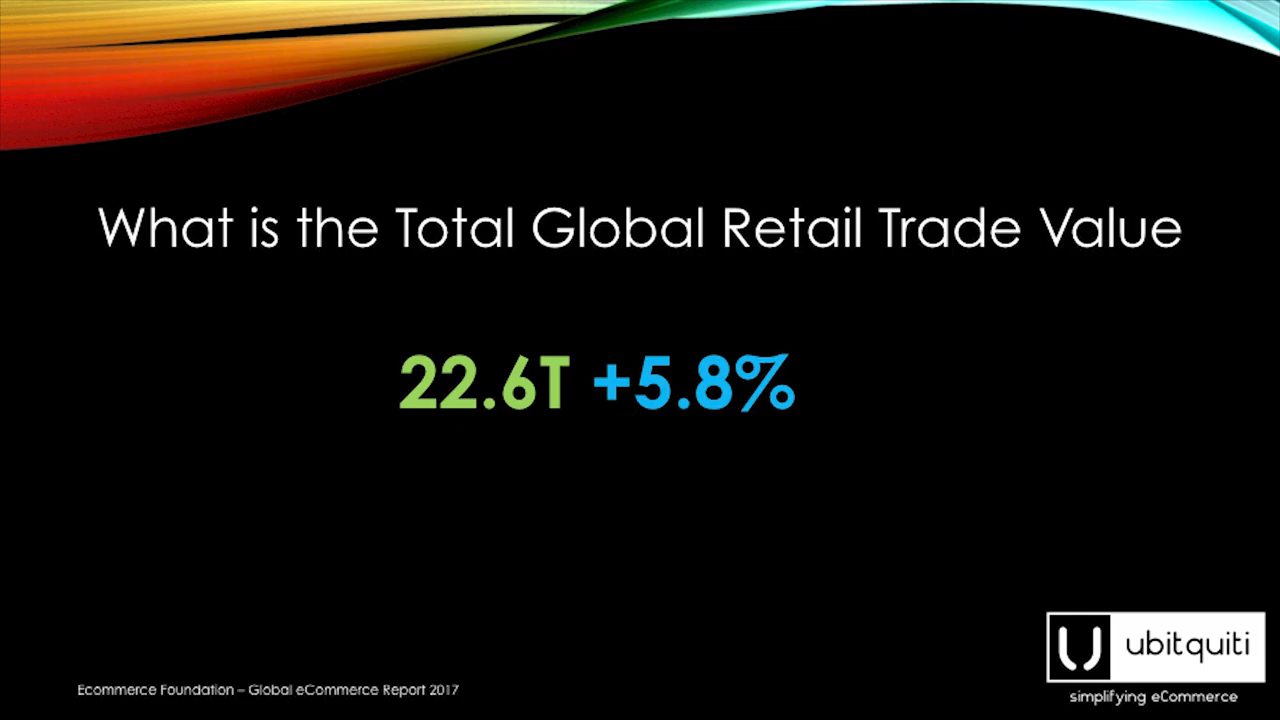 What is the Total Global Retail Trade Value
22.6T +5.8%
ubitquiti
simplifying eCommerce
Ecommerce Foundation – Global eCommerce Report 2017